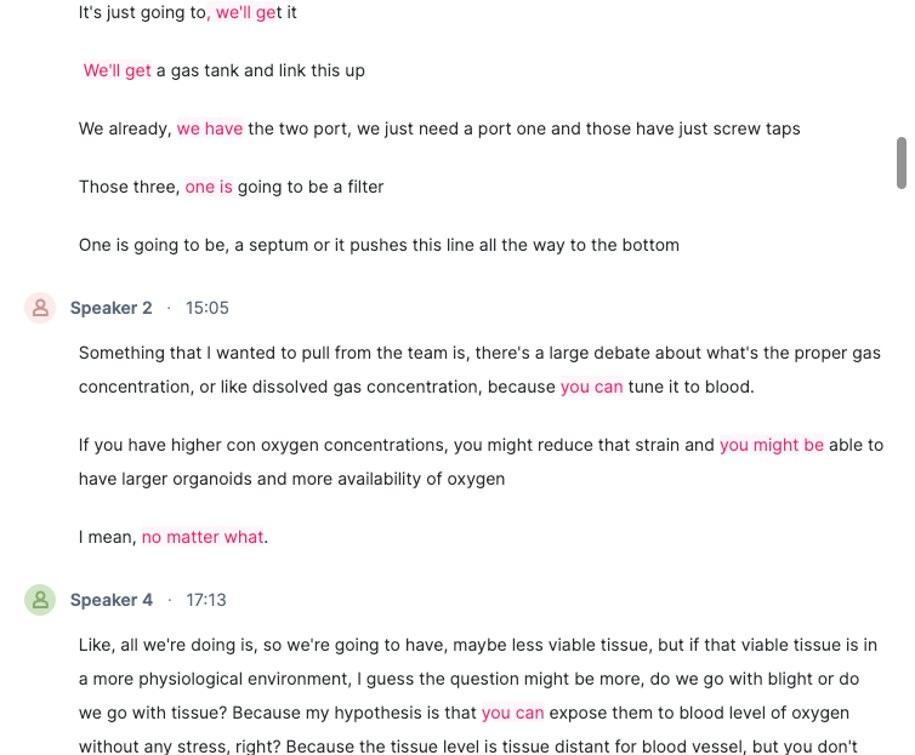 It's just going to, we'll get it
We'll get a gas tank and link this up
We already, we have the two port, we just need a port one and those have just screw taps
Those three, one is going to be a filter
One is going to be, a septum or it pushes this line all the way to the bottom
Speaker 2 · 15:05
Something that I wanted to pull from the team is, there's a large debate about what's the proper gas
concentration, or like dissolved gas concentration, because you can tune it to blood.
If you have higher con oxygen concentrations, you might reduce that strain and you might be able to
have larger organoids and more availability of oxygen
I mean, no matter what.
Speaker 4 · 17:13
Like, all we're doing is, so we're going to have, maybe less viable tissue, but if that viable tissue is in
a more physiological environment, I guess the question might be more, do we go with blight or do
we go with tissue? Because my hypothesis is that you can expose them to blood level of oxygen
without any stress, right? Because the tissue level is tissue distant for blood vessel, but you don't